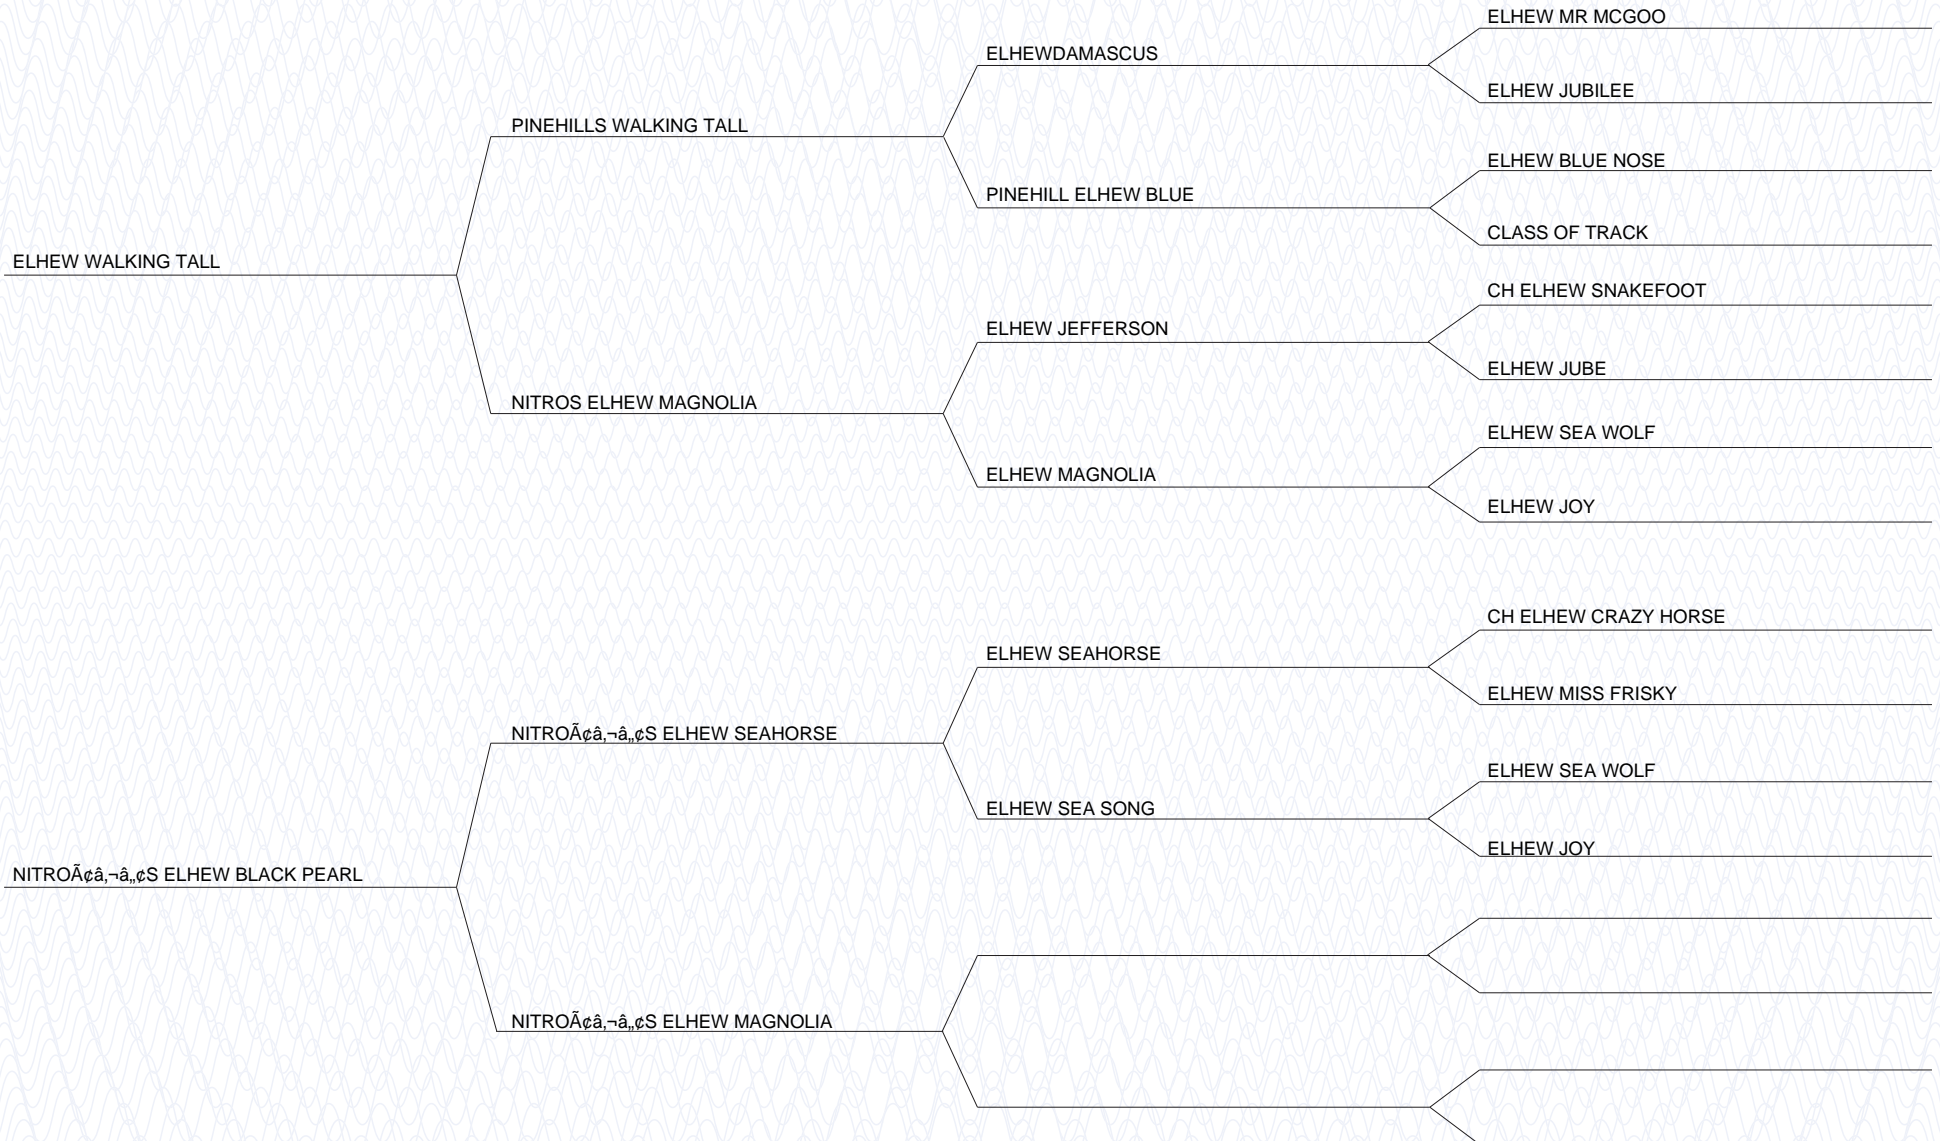 ELHEW MR MCGOO
ELHEWDAMASCUS
ELHEW JUBILEE
PINEHILLS WALKING TALL
ELHEW BLUE NOSE
PINEHILL ELHEW BLUE
CLASS OF TRACK
ELHEW WALKING TALL
CH ELHEW SNAKEFOOT
ELHEW JEFFERSON
ELHEW JUBE
NITROS ELHEW MAGNOLIA
ELHEW SEA WOLF
ELHEW MAGNOLIA
ELHEW JOY
CH ELHEW CRAZY HORSE
ELHEW SEAHORSE
ELHEW MISS FRISKY
NITROÃ¢â‚¬â„¢S ELHEW SEAHORSE
ELHEW SEA WOLF
ELHEW SEA SONG
ELHEW JOY
NITROÃ¢â‚¬â„¢S ELHEW BLACK PEARL
NITROÃ¢â‚¬â„¢S ELHEW MAGNOLIA